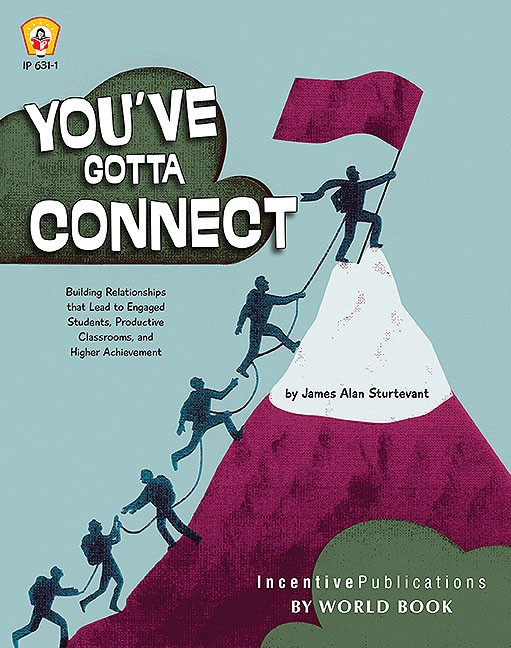 IP 631-1
YOU'VE
GOTTA
CONNECT
Building Relationships
that Lead to Engaged
Students, Productive
Classrooms, and
Higher Achievement
by James Alan Sturtevant
IncentivePublications
BY WORLD BOOK